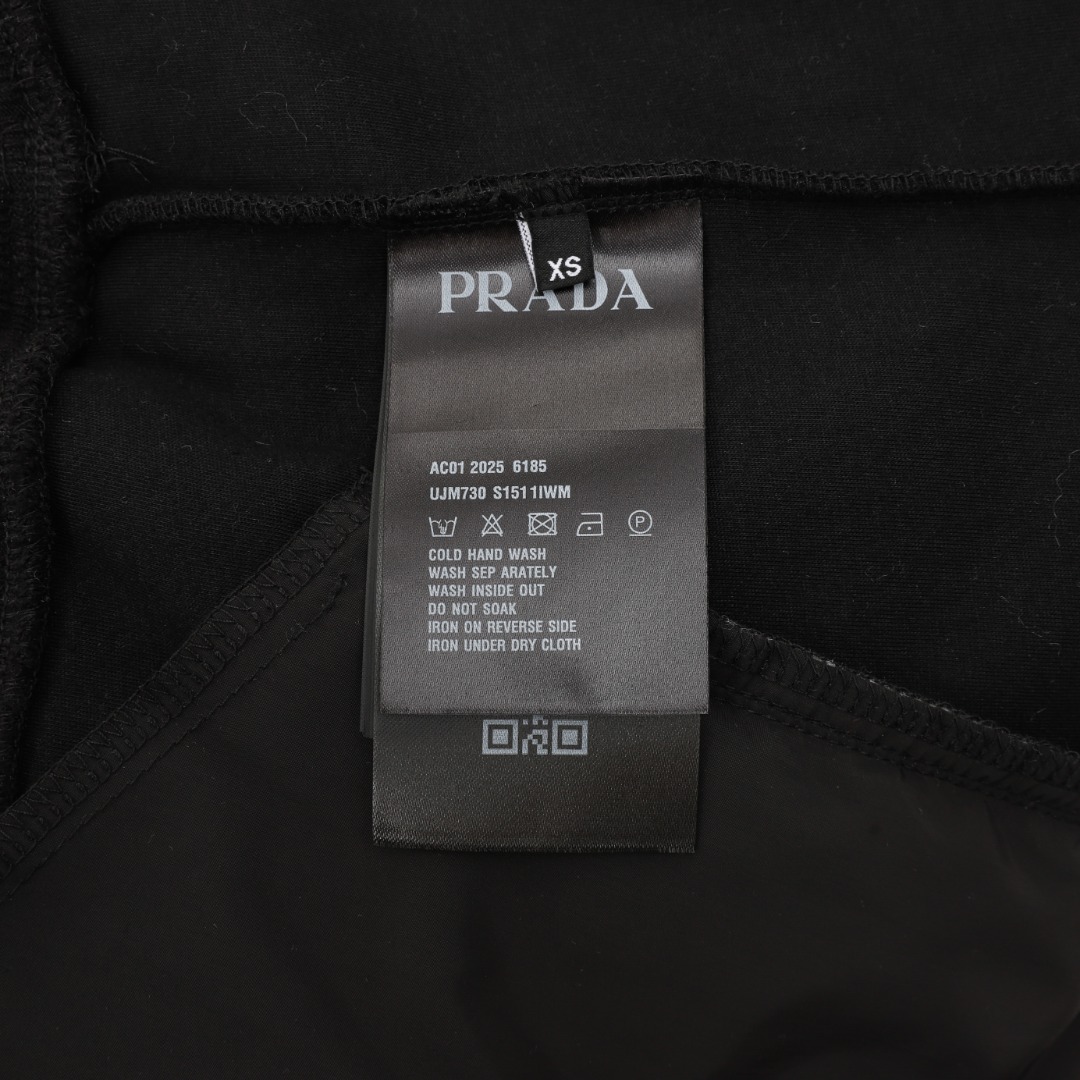 XS
PRADA
AC01 2025 6185
UJM730 S1511IWM
P
COLD HAND WASH
WASH SEP ARATELY
WASH INSIDE OUT
DO NOT SOAK
IRON ON REVERSE SIDE
IRON UNDER DRY CLOTH